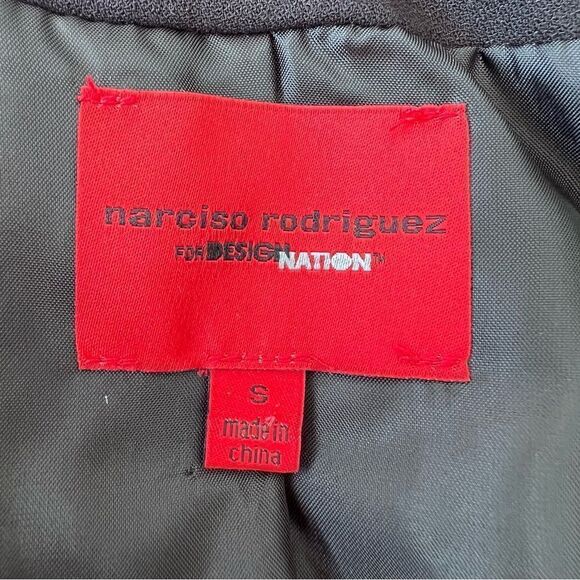 narciso rodriguez
FOR DESIGN NATION™
S
made in
china